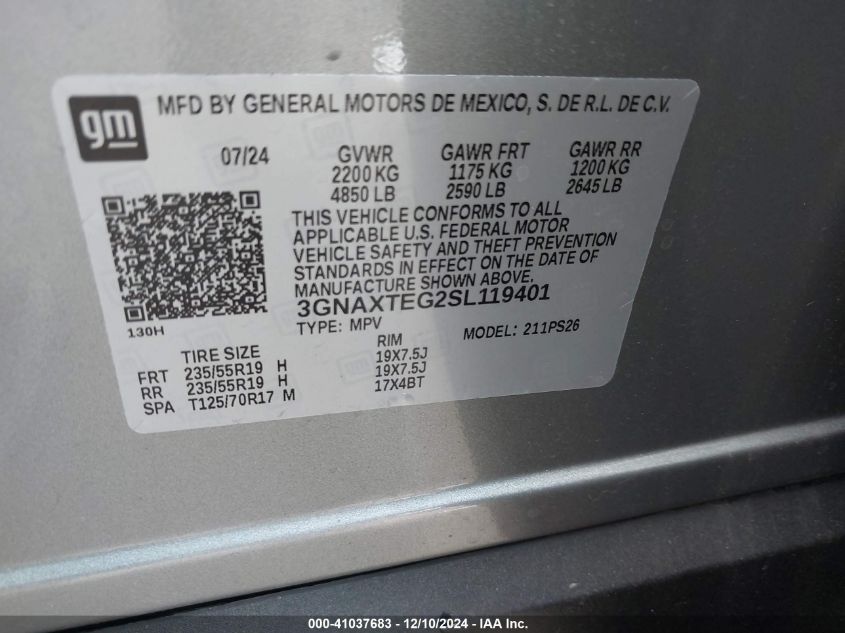 gm
MFD BY GENERAL MOTORS DE MEXICO, S. DE R.L. DE C.V.
07/24 GVWR GAWR FRT GAWR RR
2200 KG 1175 KG 1200 KG
4850 LB 2590 LB 2645 LB
THIS VEHICLE CONFORMS TO ALL
APPLICABLE U.S. FEDERAL MOTOR
VEHICLE SAFETY AND THEFT PREVENTION
STANDARDS IN EFFECT ON THE DATE OF
MANUFACTURE SHOWN ABOVE.
3GNAXTEG2SL119401
130H
TYPE: MPV MODEL: 211PS26
TIRE SIZE RIM
FRT 235/55R19 H 19X7.5J
RR 235/55R19 H 19X7.5J
SPA T125/70R17 M 17X4BT
000-41037683 - 12/10/2024 - IAA Inc.